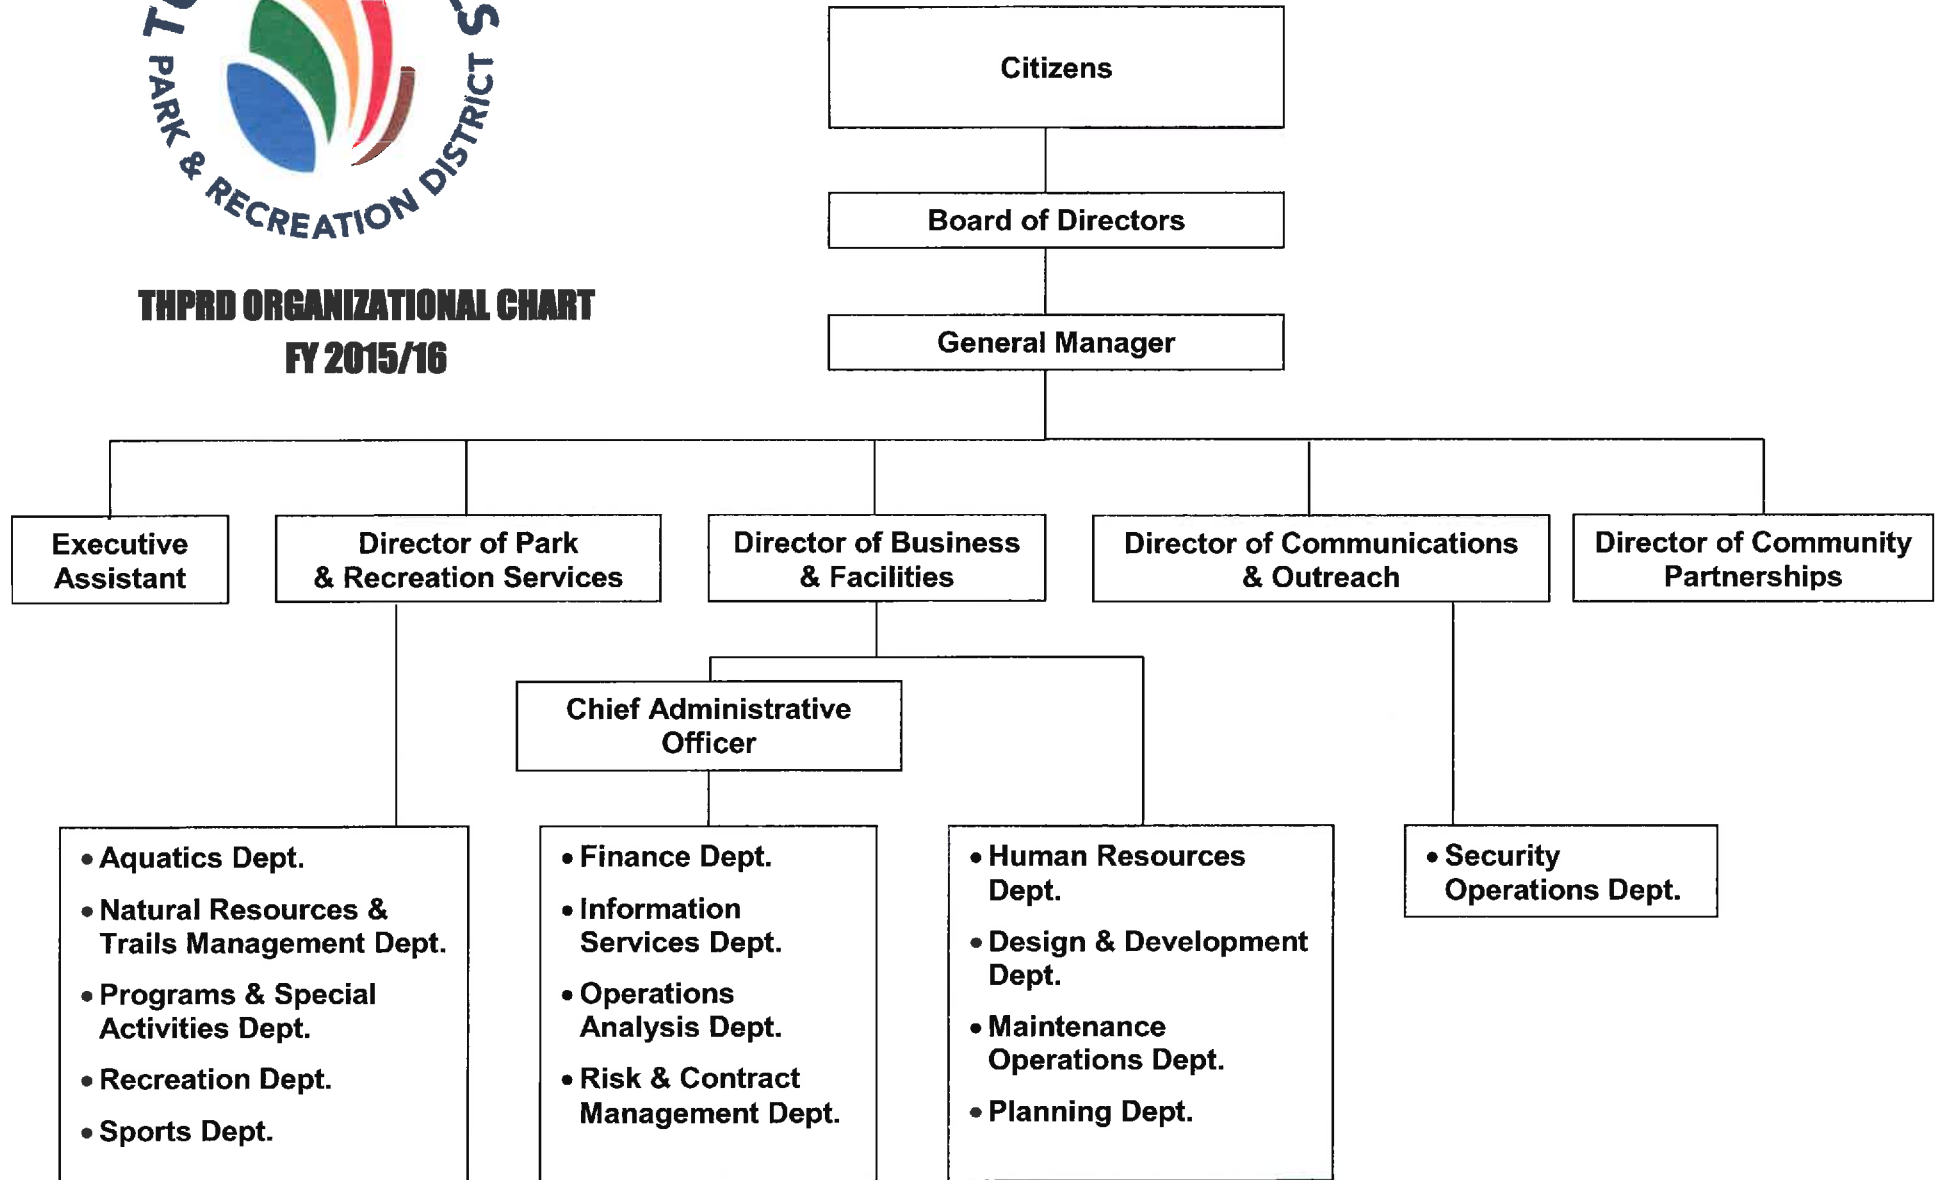 PARK & RECREATION DISTRICT
THPRD ORGANIZATIONAL CHART
FY 2015/16
Citizens
Board of Directors
General Manager
Executive
Assistant
Director of Park
& Recreation Services
Director of Business
& Facilities
Director of Communications
& Outreach
Director of Community
Partnerships
Chief Administrative
Officer
• Aquatics Dept.
• Natural Resources &
Trails Management Dept.
• Programs & Special
Activities Dept.
• Recreation Dept.
• Sports Dept.
• Finance Dept.
• Information
Services Dept.
• Operations
Analysis Dept.
• Risk & Contract
Management Dept.
• Human Resources
Dept.
• Design & Development
Dept.
• Maintenance
Operations Dept.
• Planning Dept.
• Security
Operations Dept.